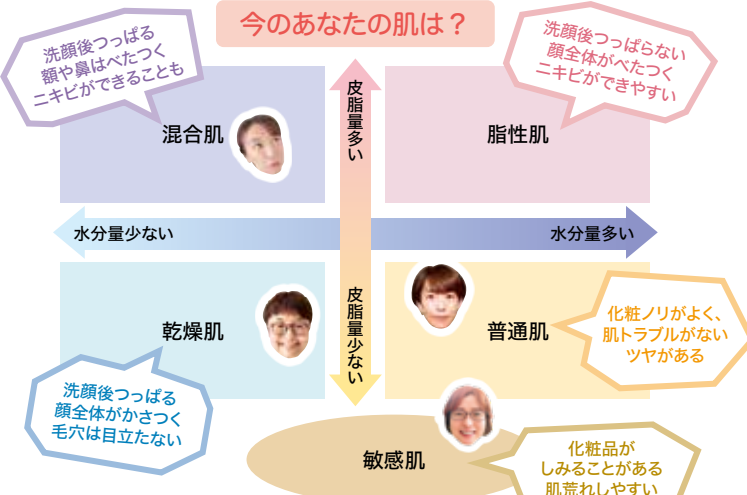 今のあなたの肌は？
洗顔後つっぱる
額や鼻はべたつく
ニキビができることも
洗顔後つっぱらない
顔全体がべたつく
ニキビができやすい
皮脂量多い
混合肌
脂性肌
水分量少ない
水分量多い
皮脂量少ない
乾燥肌
普通肌
化粧ノリがよく、
肌トラブルがない
ツヤがある
洗顔後つっぱる
顔全体がかさつく
毛穴は目立たない
敏感肌
化粧品が
しみることがある
肌荒れしやすい